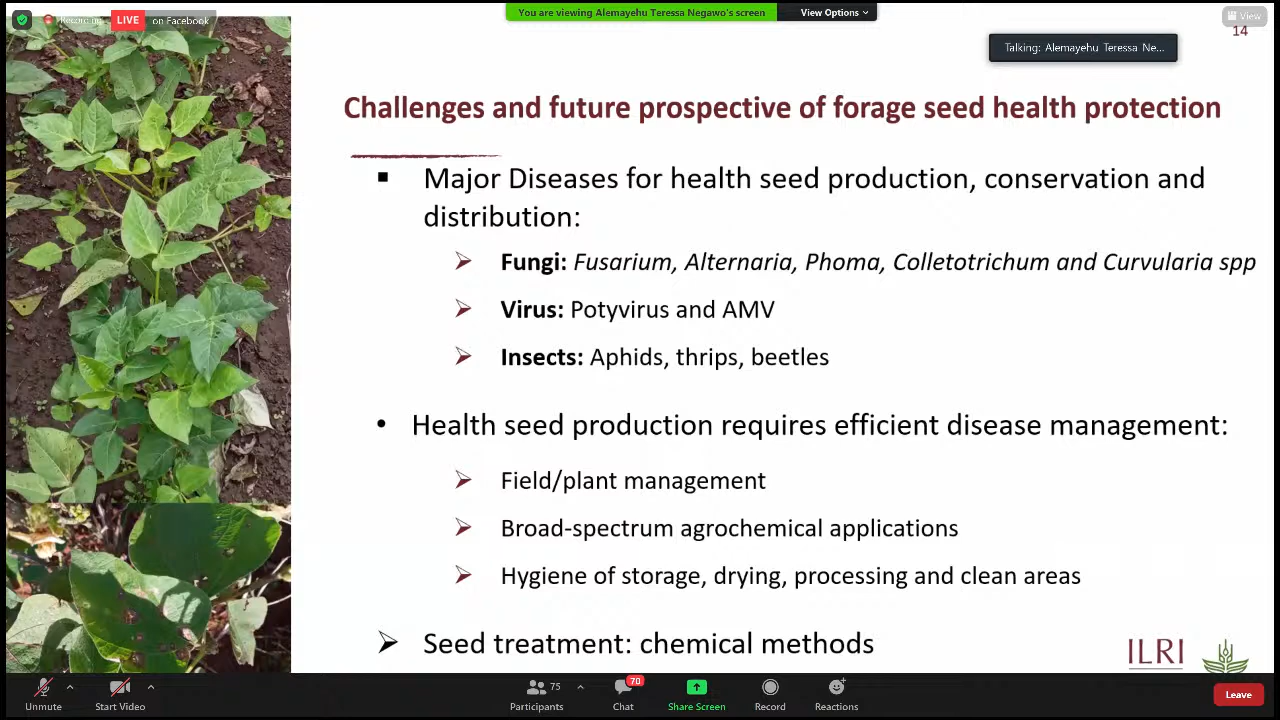 Recording
LIVE
on Facebook
You are viewing Alemayehu Teressa Negawo's screen
View Options
View
14
Talking: Alemayehu Teressa Ne...
Challenges and future prospective of forage seed health protection
Major Diseases for health seed production, conservation and
distribution:
Fungi: Fusarium, Alternaria, Phoma, Colletotrichum and Curvularia spp
Virus: Potyvirus and AMV
Insects: Aphids, thrips, beetles
Health seed production requires efficient disease management:
Field/plant management
Broad-spectrum agrochemical applications
Hygiene of storage, drying, processing and clean areas
Seed treatment: chemical methods
ILRI
75
70
Unmute
Start Video
Participants
Chat
Share Screen
Record
Reactions
Leave